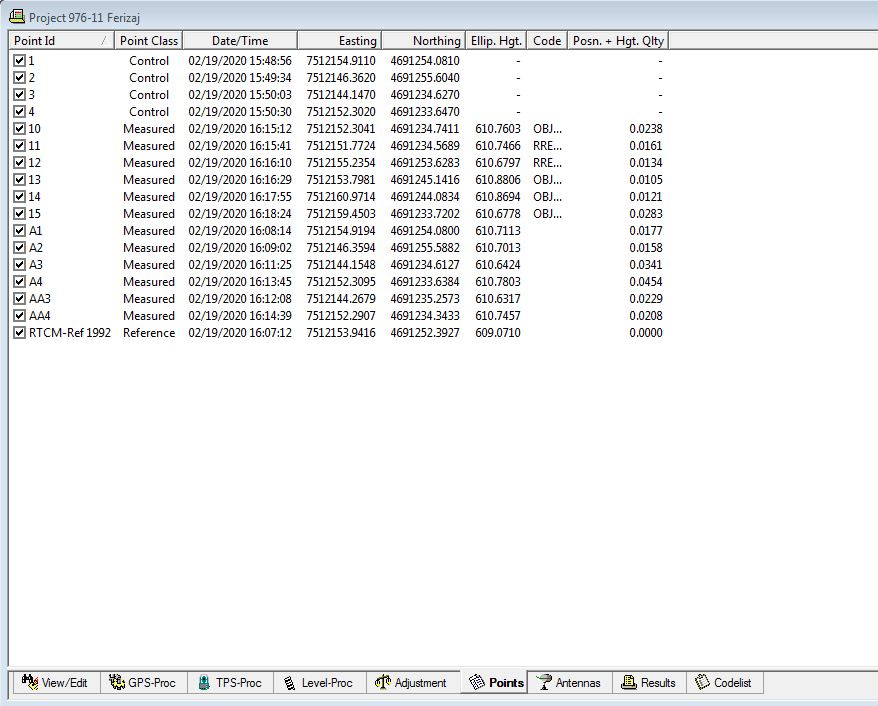 Project 976-11 Ferizaj
Point Id / Point Class Date/Time Easting Northing Ellip. Hgt. Code Posn. + Hgt. Qlty
1 Control 02/19/2020 15:48:56 7512154.9110 4691254.0810 - -
2 Control 02/19/2020 15:49:34 7512146.3620 4691255.6040 - -
3 Control 02/19/2020 15:50:03 7512144.1470 4691234.6270 - -
4 Control 02/19/2020 15:50:30 7512152.3020 4691233.6470 - -
10 Measured 02/19/2020 16:15:12 7512152.3041 4691234.7411 610.7603 OBJ... 0.0238
11 Measured 02/19/2020 16:15:41 7512151.7724 4691234.5689 610.7466 RRE... 0.0161
12 Measured 02/19/2020 16:16:10 7512155.2354 4691253.6283 610.6797 RRE... 0.0134
13 Measured 02/19/2020 16:16:29 7512153.7981 4691245.1416 610.8806 OBJ... 0.0105
14 Measured 02/19/2020 16:17:55 7512160.9714 4691244.0834 610.8694 OBJ... 0.0121
15 Measured 02/19/2020 16:18:24 7512159.4503 4691233.7202 610.6778 OBJ... 0.0283
A1 Measured 02/19/2020 16:08:14 7512154.9194 4691254.0800 610.7113 0.0177
A2 Measured 02/19/2020 16:09:02 7512146.3594 4691255.5882 610.7013 0.0158
A3 Measured 02/19/2020 16:11:25 7512144.1548 4691234.6127 610.6424 0.0341
A4 Measured 02/19/2020 16:13:45 7512152.3095 4691233.6384 610.7803 0.0454
AA3 Measured 02/19/2020 16:12:08 7512144.2679 4691235.2573 610.6317 0.0229
AA4 Measured 02/19/2020 16:14:39 7512152.2907 4691234.3433 610.7457 0.0208
RTCM-Ref 1992 Reference 02/19/2020 16:07:12 7512153.9416 4691252.3927 609.0710 0.0000
View/Edit GPS-Proc TPS-Proc Level-Proc Adjustment Points Antennas Results Codelist